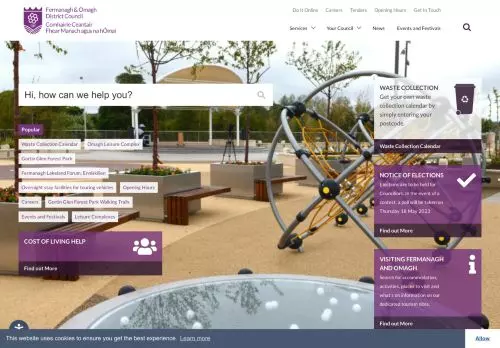 Fermanagh & Omagh
District Council
Comhairle Ceantair
Fhear Manach agus na hÓmaí
Do It Online
Careers
Tenders
Opening Hours
Get In Touch
Services
Your Council
News
Events and Festivals
Hi, how can we help you?
Popular
Waste Collection Calendar
Omagh Leisure Complex
Gortin Glen Forest Park
Fermanagh Lakeland Forum, Enniskillen
Overnight stay facilities for touring vehicles
Opening Hours
Careers
Gortin Glen Forest Park Walking Trails
Events and Festivals
Leisure Complexes
COST OF LIVING HELP
Find out More
WASTE COLLECTION
Get your own waste
collection calendar by
simply entering your
postcode.
Waste Collection Calendar
NOTICE OF ELECTIONS
Elections are to be held for
Councillors. In the event of a
contest, a poll will be taken on
Thursday 18 May 2023
Find out More
VISITING FERMANAGH
AND OMAGH
Search for accommodation,
activities, places to visit and
what's on information on our
dedicated tourism sites.
Find out More
This website uses cookies to ensure you get the best experience. Learn more
Allow